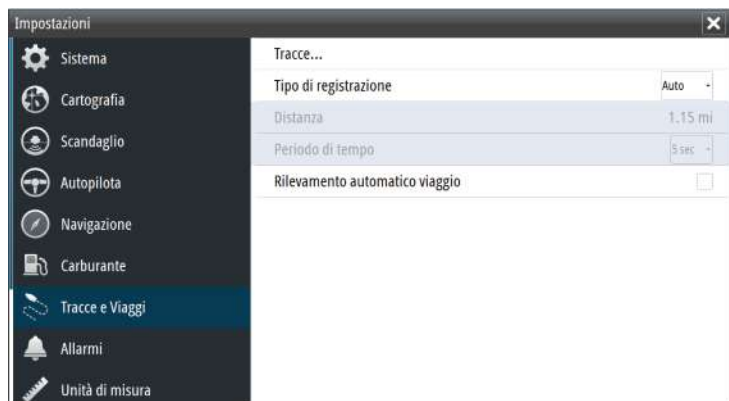 Impostazioni
Sistema
Cartografia
Scandaglio
Autopilota
Navigazione
Carburante
Tracce e Viaggi
Allarmi
Unità di misura
Tracce...
Tipo di registrazione Auto
Distanza 1.15 mi
Periodo di tempo 5 sec
Rilevamento automatico viaggio